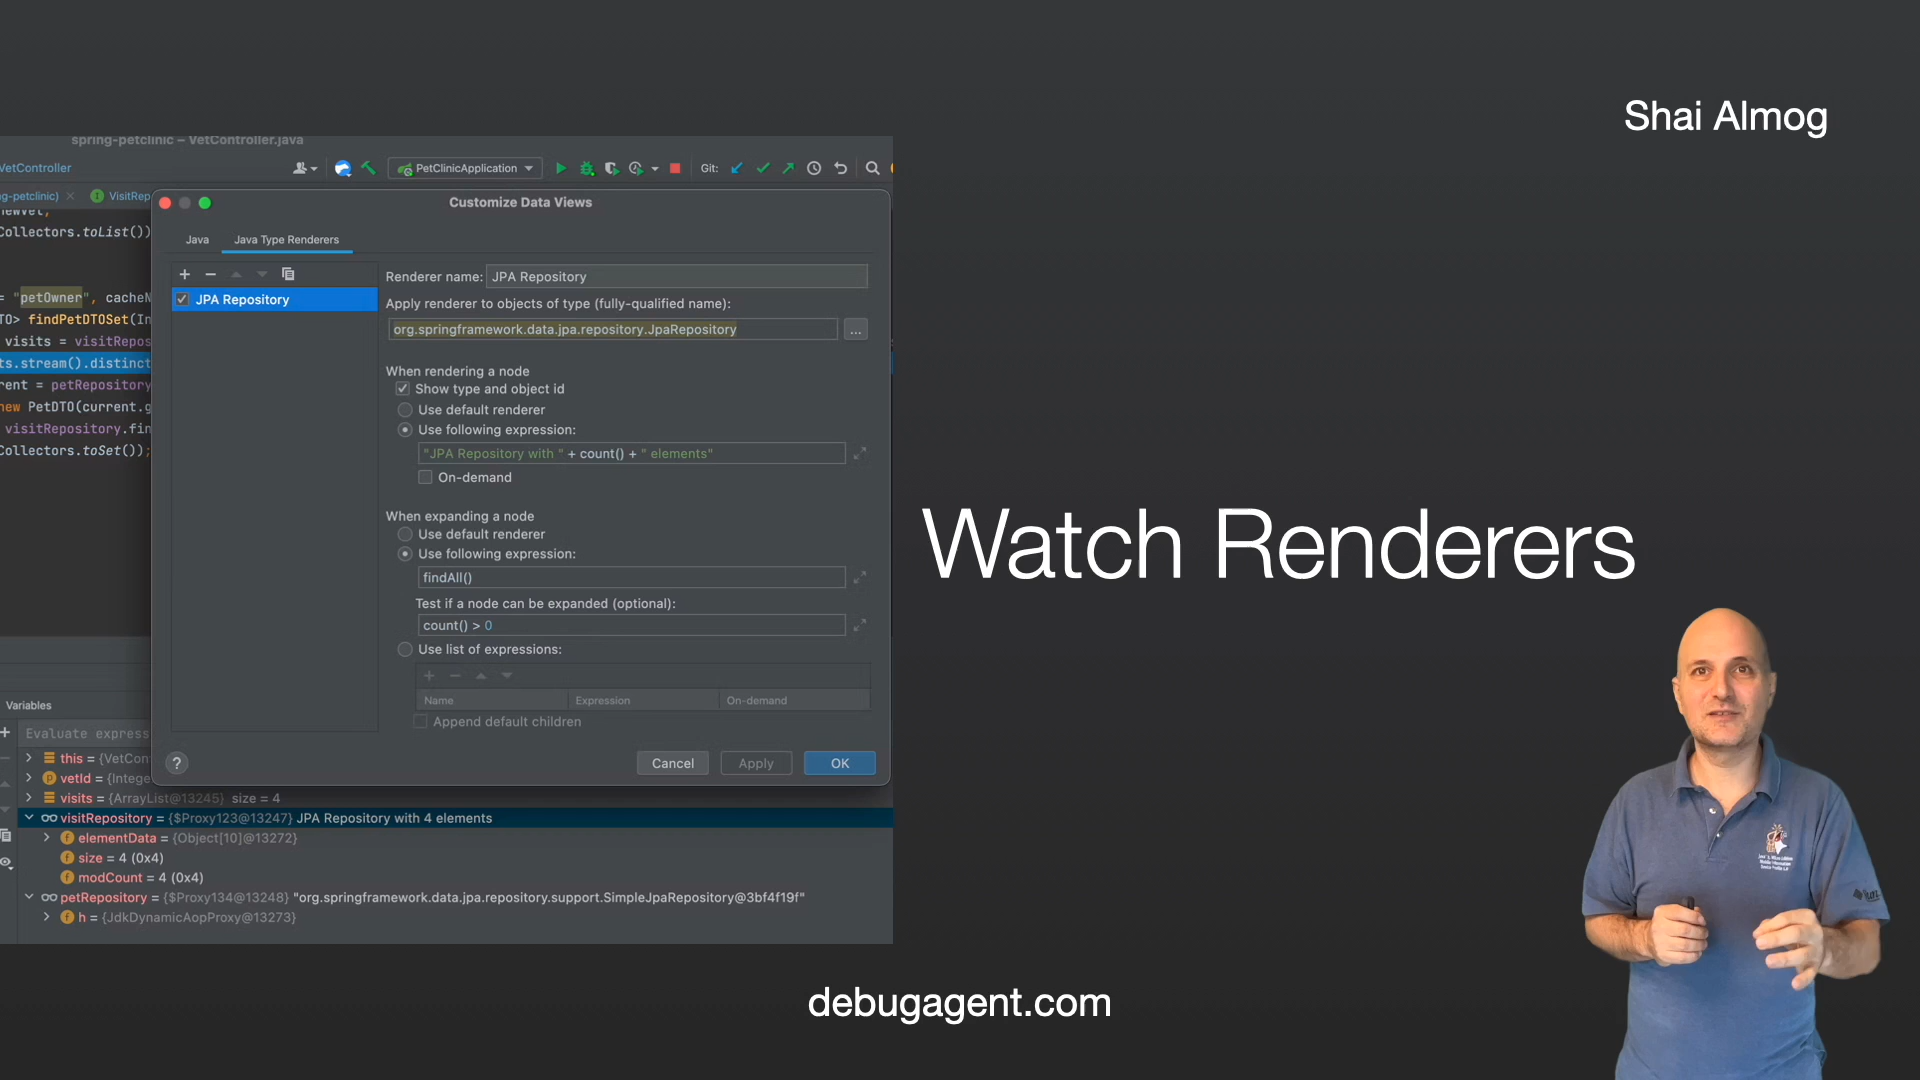 Shai Almog
spring-petclinic – VetController.java
VetController
PetClinicApplication
Git:
ng-petclinic)
VisitRep
Customize Data Views
newVet;
Collectors.toList())
Java
Java Type Renderers
Renderer name:
JPA Repository
JPA Repository
Apply renderer to objects of type (fully-qualified name):
org.springframework.data.jpa.repository.JpaRepository
...
= "petOwner", cacheN
TO> findPetDTOSet(In
visits = visitRepos
ts.stream().distinct
rent = petRepository
new PetDTO(current.g
visitRepository.fin
Collectors.toSet());
When rendering a node
Show type and object id
Use default renderer
Use following expression:
"JPA Repository with " + count() + " elements"
On-demand
When expanding a node
Use default renderer
Use following expression:
findAll()
Test if a node can be expanded (optional):
count() > 0
Use list of expressions:
Name
Expression
On-demand
Append default children
?
Cancel
Apply
OK
Watch Renderers
Variables
Evaluate express
this = {VetCon
vetId = {Intege
visits = {ArrayList@13245} size = 4
visitRepository = {$Proxy123@13247} JPA Repository with 4 elements
elementData = {Object[10]@13272}
size = 4 (0x4)
modCount = 4 (0x4)
petRepository = {$Proxy134@13248} "org.springframework.data.jpa.repository.support.SimpleJpaRepository@3bf4f19f"
h = {JdkDynamicAopProxy@13273}
debugagent.com